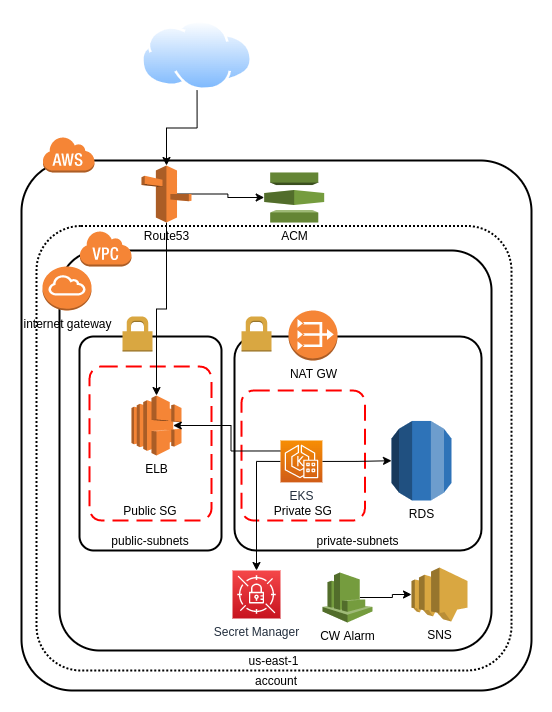 AWS
Route53
ACM
VPC
internet gateway
NAT GW
ELB
EKS
Public SG
Private SG
RDS
public-subnets
private-subnets
Secret Manager
CW Alarm
SNS
us-east-1
account